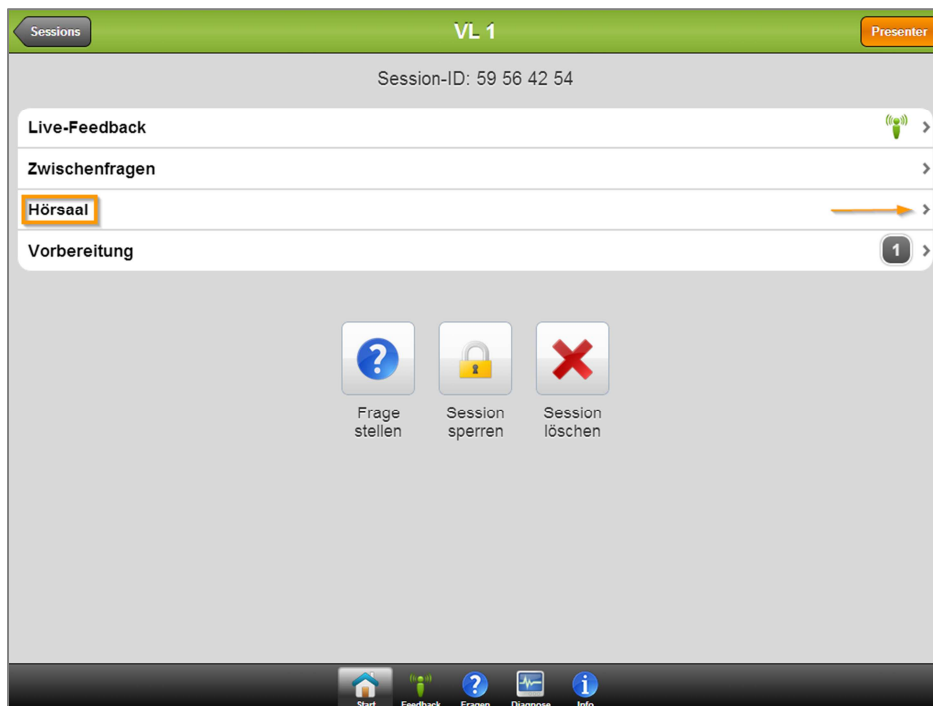 Sessions
VL 1
Presenter
Session-ID: 59 56 42 54
Live-Feedback
Zwischenfragen
Hörsaal
Vorbereitung
1
Frage
stellen
Session
sperren
Session
löschen
Start
Feedback
Fragen
Diagnose
Info